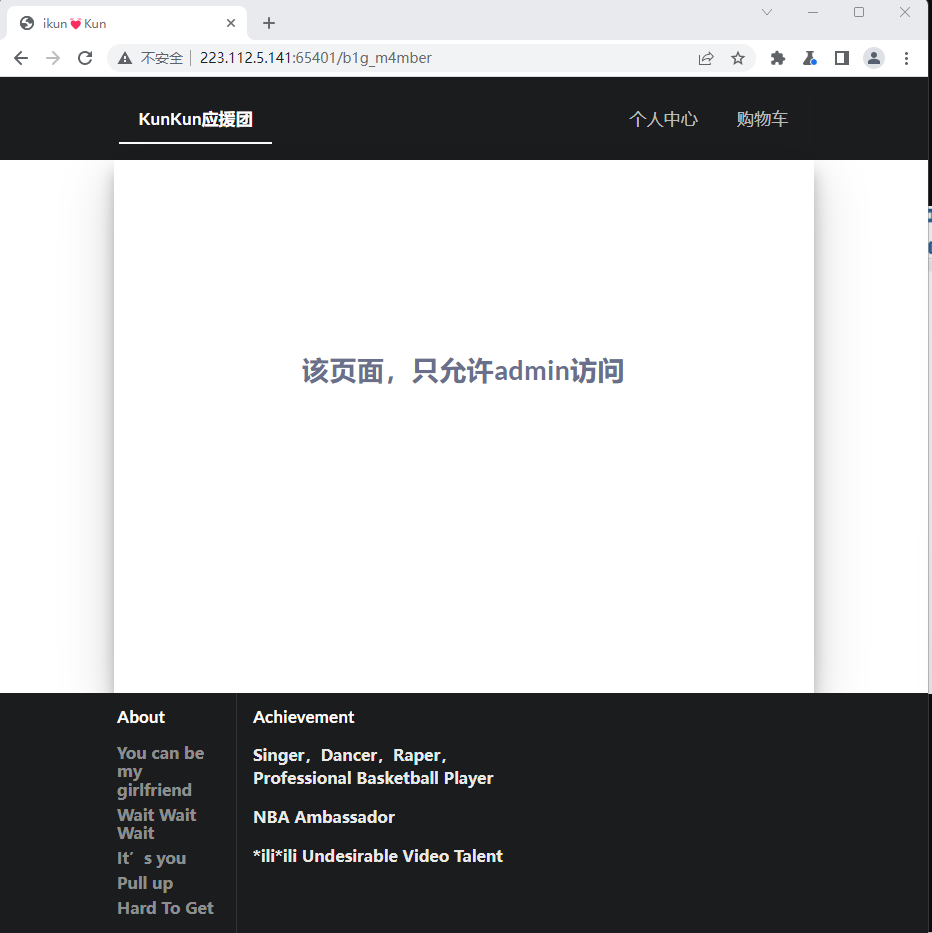 ikun💗Kun
不安全
223.112.5.141:65401/b1g_m4mber
KunKun应援团
个人中心
购物车
该页面，只允许admin访问
About
You can be
my
girlfriend
Wait Wait
Wait
It’s you
Pull up
Hard To Get
Achievement
Singer，Dancer，Raper，
Professional Basketball Player
NBA Ambassador
*ili*ili Undesirable Video Talent